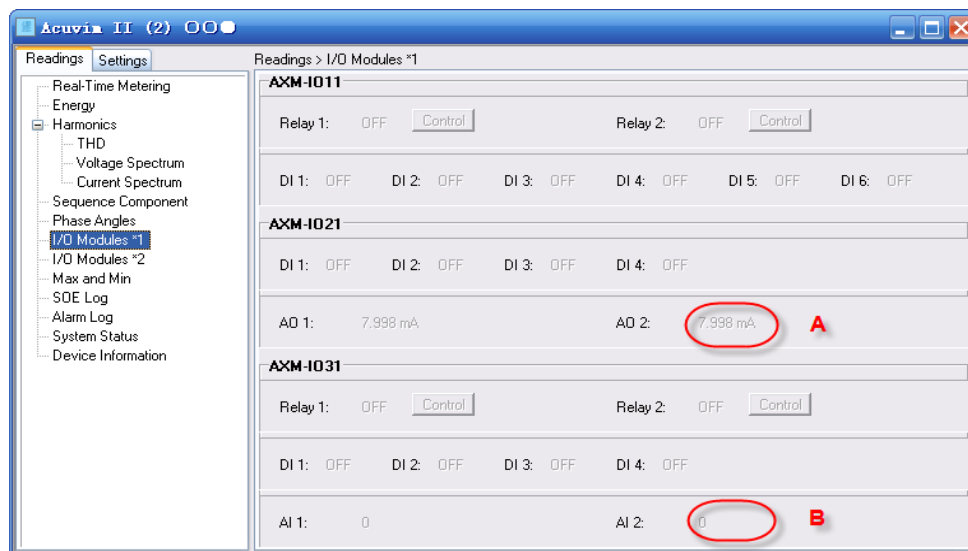 Acuvim II (2)
Readings Settings
Readings > I/O Modules *1
Real-Time Metering
Energy
Harmonics
THD
Voltage Spectrum
Current Spectrum
Sequence Component
Phase Angles
I/O Modules *1
I/O Modules *2
Max and Min
SOE Log
Alarm Log
System Status
Device Information
AXM-IO11
Relay 1: OFF Control Relay 2: OFF Control
DI 1: OFF DI 2: OFF DI 3: OFF DI 4: OFF DI 5: OFF DI 6: OFF
AXM-IO21
DI 1: OFF DI 2: OFF DI 3: OFF DI 4: OFF
AO 1: 7.998 mA AO 2: 7.998 mA A
AXM-IO31
Relay 1: OFF Control Relay 2: OFF Control
DI 1: OFF DI 2: OFF DI 3: OFF DI 4: OFF
AI 1: 0 AI 2: 0 B